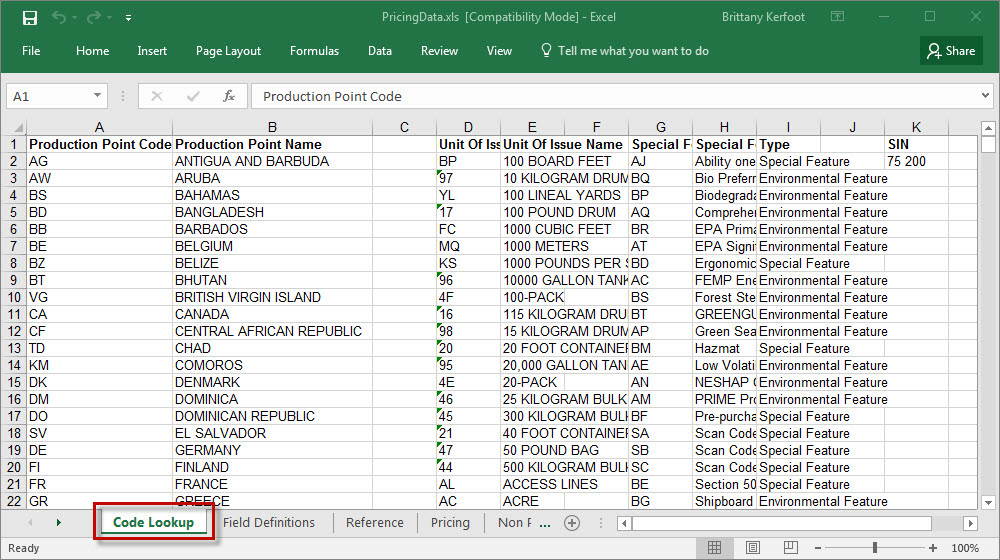 PricingData.xls [Compatibility Mode] - Excel Brittany Kerfoot
File Home Insert Page Layout Formulas Data Review View Tell me what you want to do Share
A1 fx Production Point Code
A B C D E F G H I J K
1 Production Point Code Production Point Name Unit Of Iss Unit Of Issue Name Special F Special F Type SIN
2 AG ANTIGUA AND BARBUDA BP 100 BOARD FEET AJ Ability one Special Feature 75 200
3 AW ARUBA 97 10 KILOGRAM DRUM BQ Bio Preferr Environmental Feature
4 BS BAHAMAS YL 100 LINEAL YARDS BP Biodegrada Environmental Feature
5 BD BANGLADESH 17 100 POUND DRUM AQ Comprehen Environmental Feature
6 BB BARBADOS FC 1000 CUBIC FEET BR EPA Prima Environmental Feature
7 BE BELGIUM MQ 1000 METERS AT EPA Signif Environmental Feature
8 BZ BELIZE KS 1000 POUNDS PER S BD Ergonomic Special Feature
9 BT BHUTAN 96 10000 GALLON TANK AC FEMP Ene Environmental Feature
10 VG BRITISH VIRGIN ISLAND 4F 100-PACK BS Forest Ste Environmental Feature
11 CA CANADA 16 115 KILOGRAM DRU BT GREENGU Environmental Feature
12 CF CENTRAL AFRICAN REPUBLIC 98 15 KILOGRAM DRUM AP Green Sea Environmental Feature
13 TD CHAD 20 20 FOOT CONTAINER BM Hazmat Special Feature
14 KM COMOROS 95 20,000 GALLON TAN AE Low Volati Environmental Feature
15 DK DENMARK 4E 20-PACK AN NESHAP C Environmental Feature
16 DM DOMINICA 46 25 KILOGRAM BULK AM PRIME Pro Environmental Feature
17 DO DOMINICAN REPUBLIC 45 300 KILOGRAM BULK BF Pre-purcha Special Feature
18 SV EL SALVADOR 21 40 FOOT CONTAINER SA Scan Code Special Feature
19 DE GERMANY 47 50 POUND BAG SB Scan Code Special Feature
20 FI FINLAND 44 500 KILOGRAM BULK SC Scan Code Special Feature
21 FR FRANCE AL ACCESS LINES BE Section 50 Special Feature
22 GR GREECE AC ACRE BG Shipboard Environmental Feature
Code Lookup Field Definitions Reference Pricing Non F ...
Ready 100%